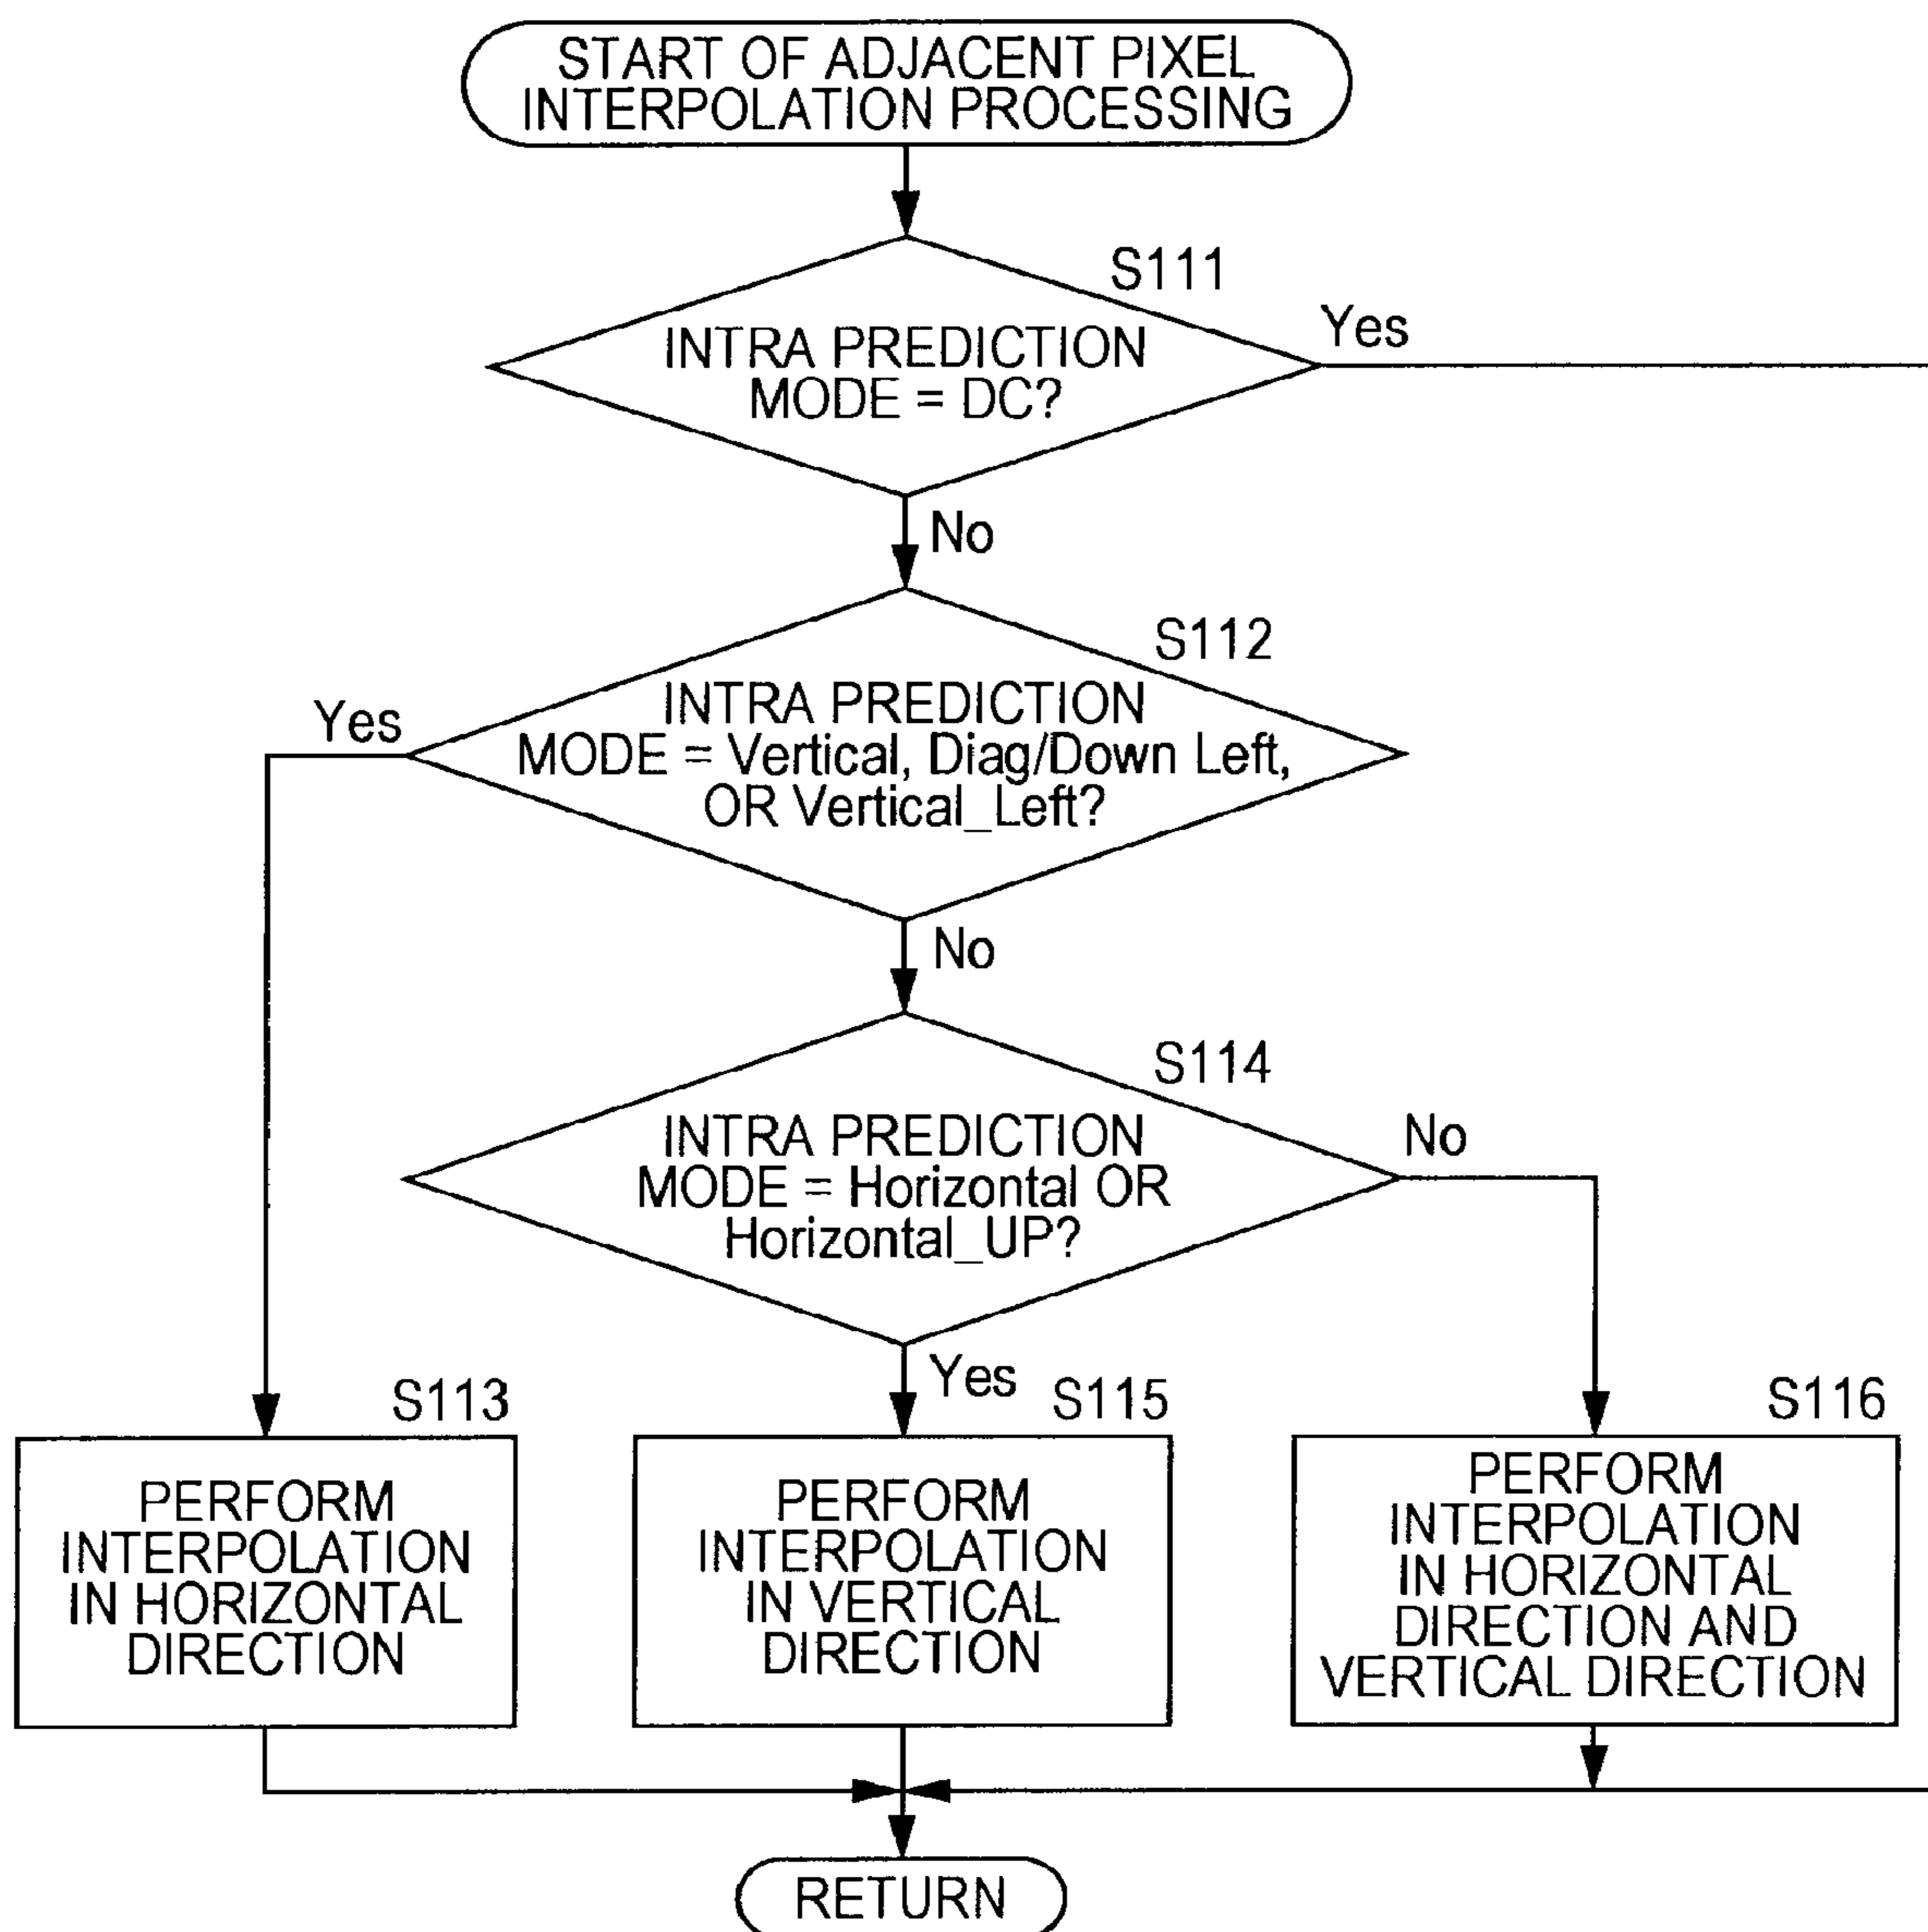 START OF ADJACENT PIXEL
INTERPOLATION PROCESSING
S111
INTRA PREDICTION
MODE = DC?
Yes
No
S112
INTRA PREDICTION
MODE = Vertical, Diag/Down Left,
OR Vertical_Left?
Yes
No
S114
INTRA PREDICTION
MODE = Horizontal OR
Horizontal_UP?
No
Yes
S113
PERFORM
INTERPOLATION
IN HORIZONTAL
DIRECTION
S115
PERFORM
INTERPOLATION
IN VERTICAL
DIRECTION
S116
PERFORM
INTERPOLATION
IN HORIZONTAL
DIRECTION AND
VERTICAL DIRECTION
RETURN